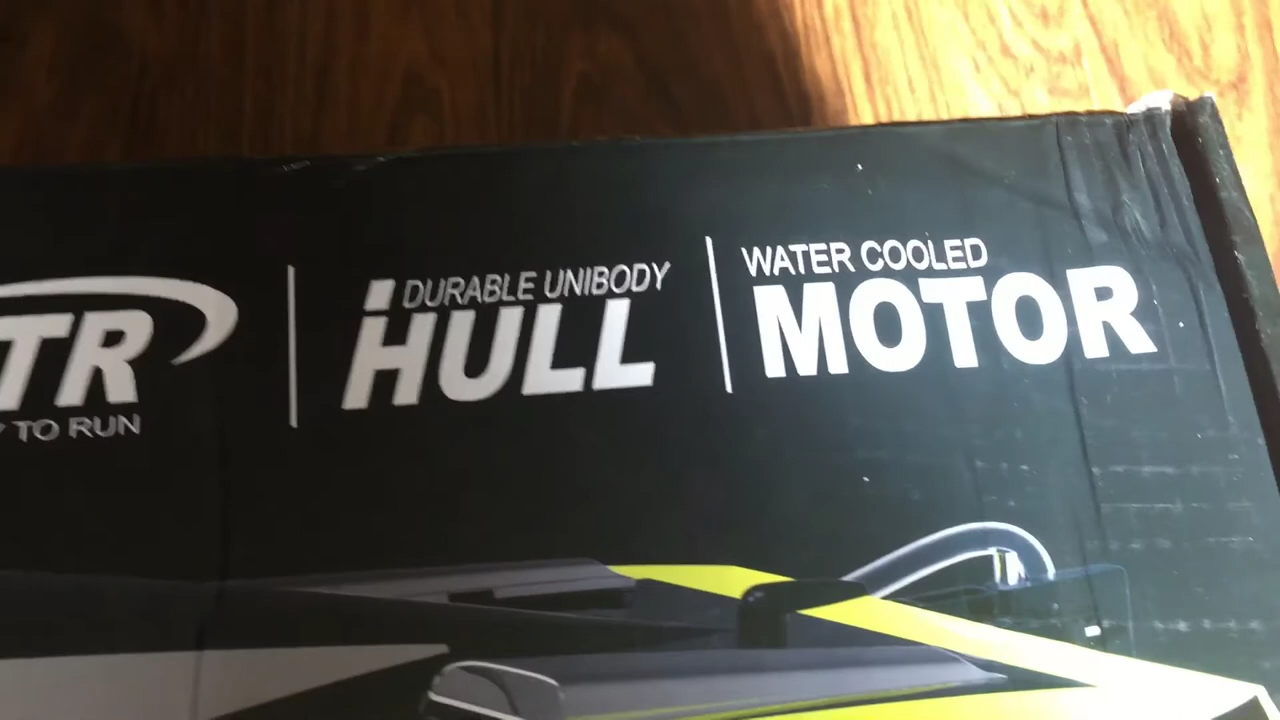 TR
TO RUN
DURABLE UNIBODY
HULL
WATER COOLED
MOTOR